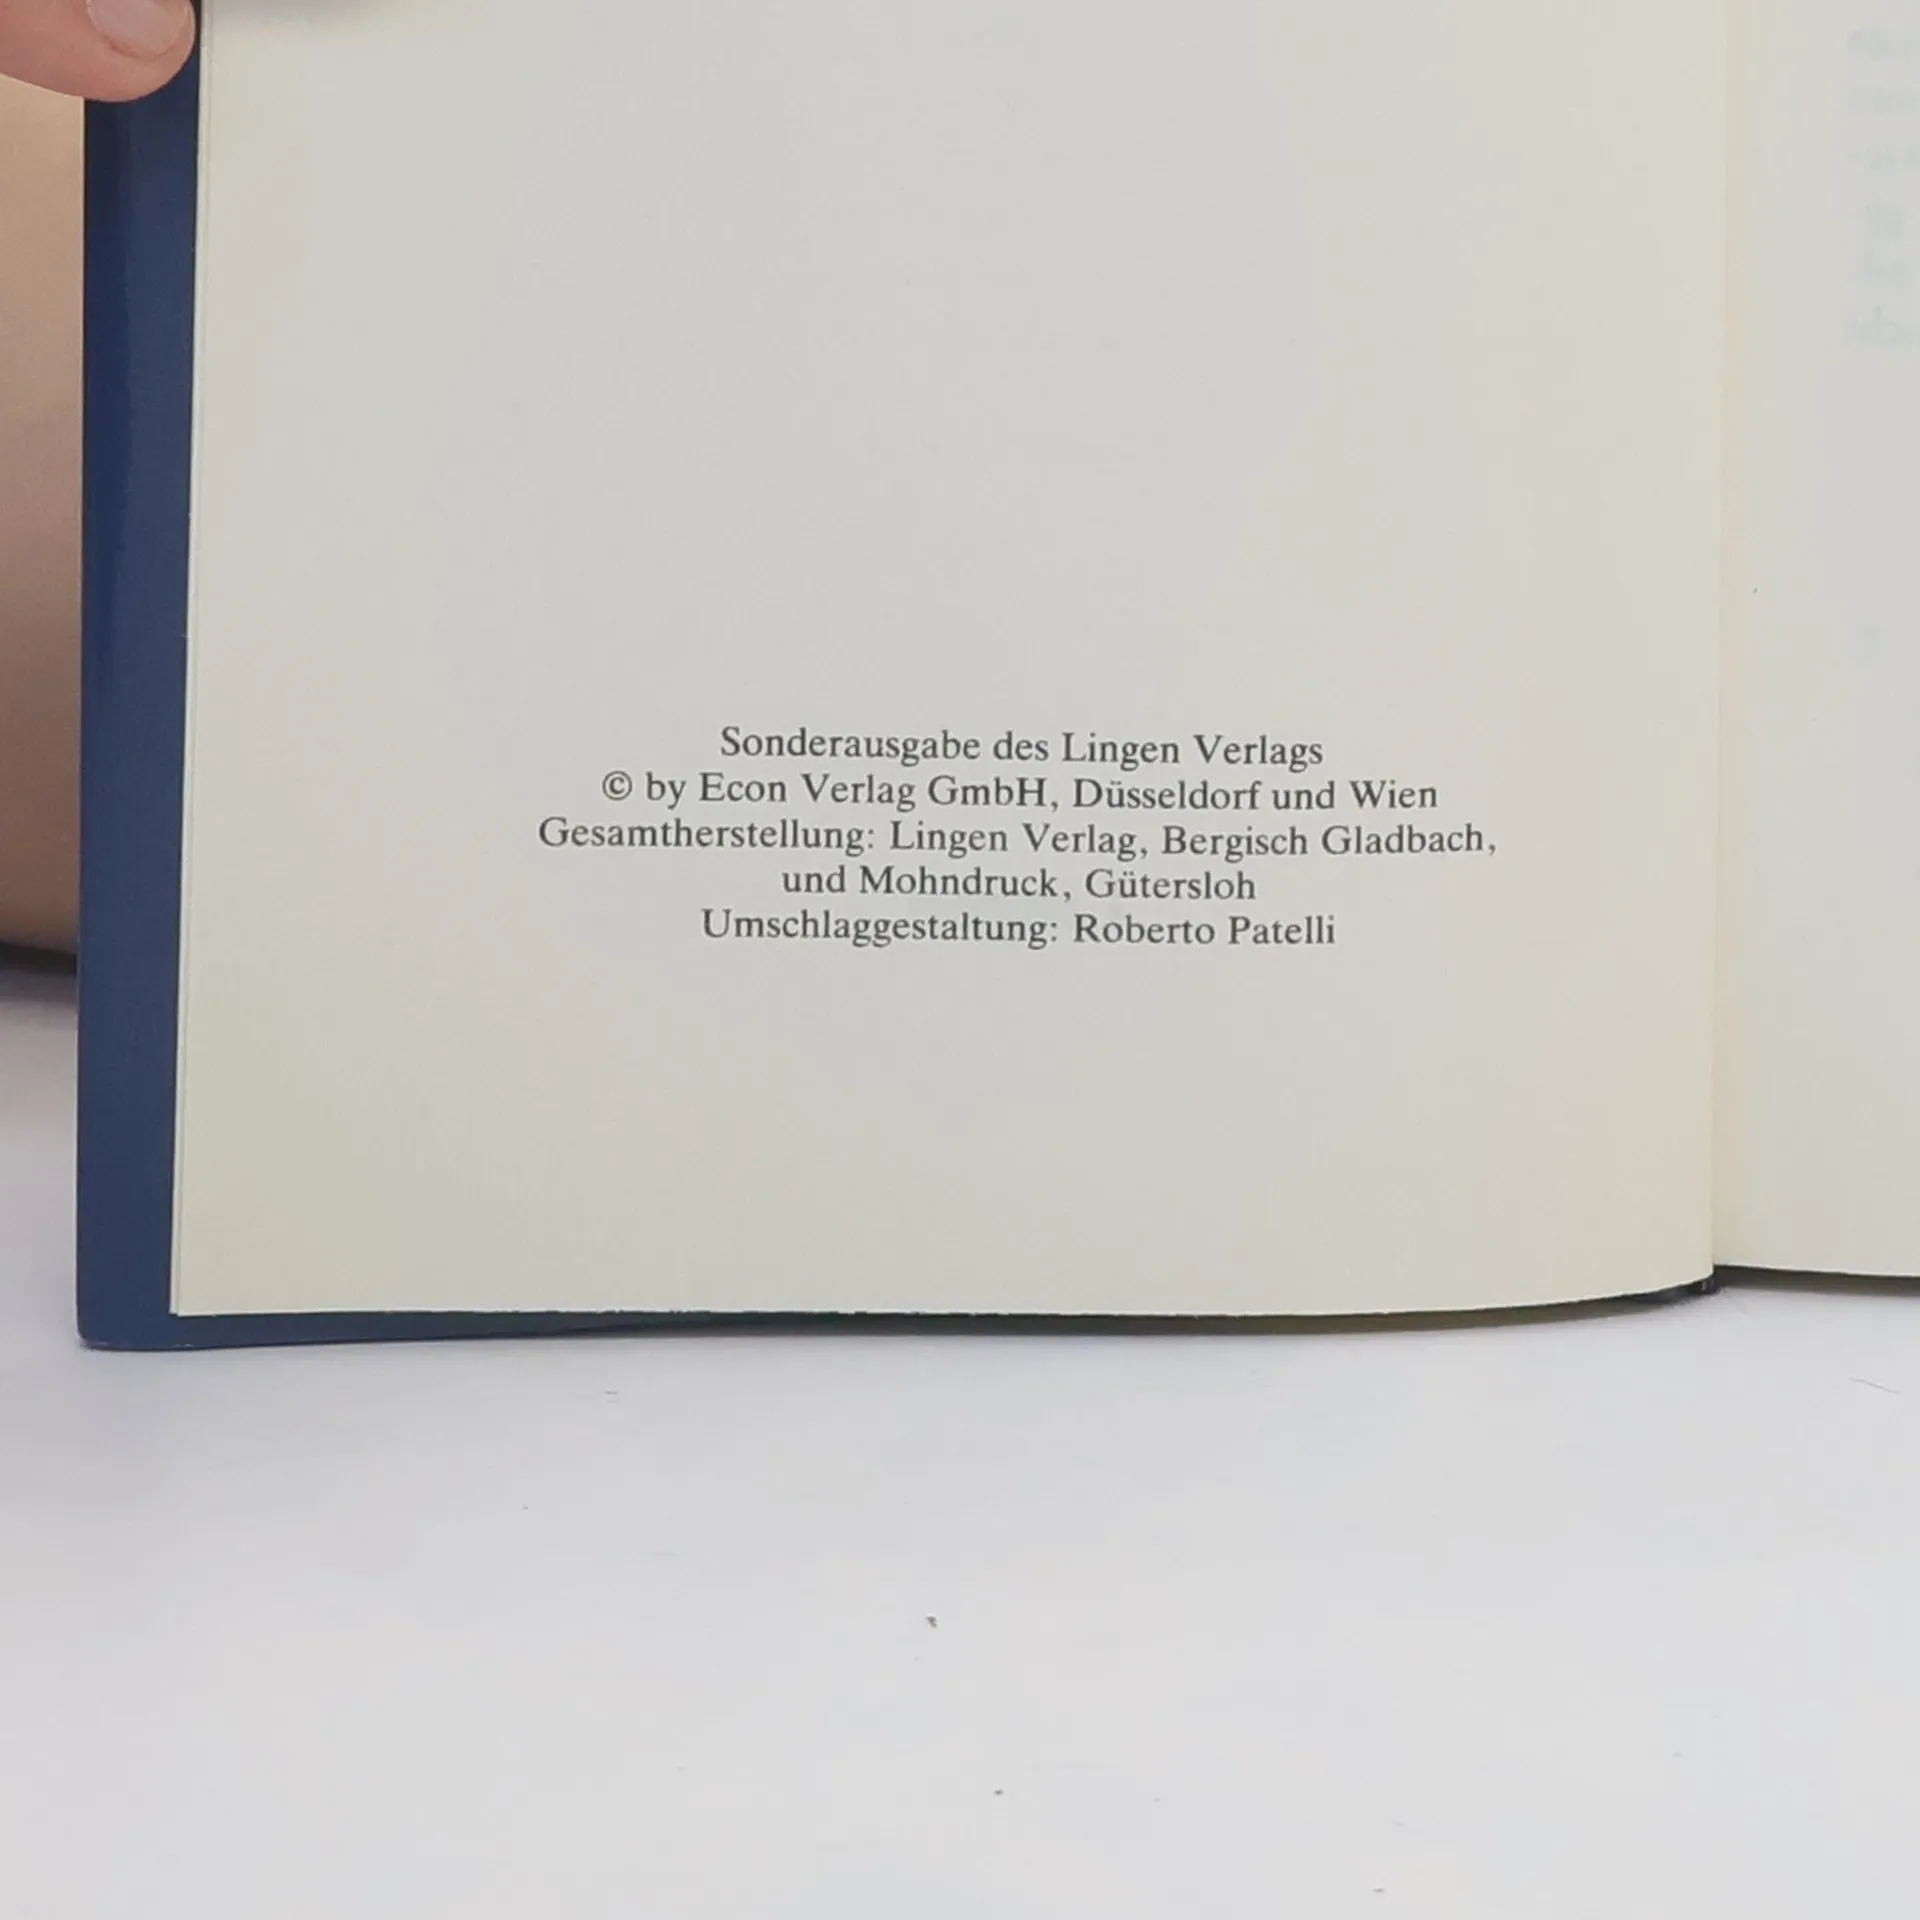 Sonderausgabe des Lingen Verlags
© by Econ Verlag GmbH, Düsseldorf und Wien
Gesamtherstellung: Lingen Verlag, Bergisch Gladbach,
und Mohndruck, Gütersloh
Umschlaggestaltung: Roberto Patelli